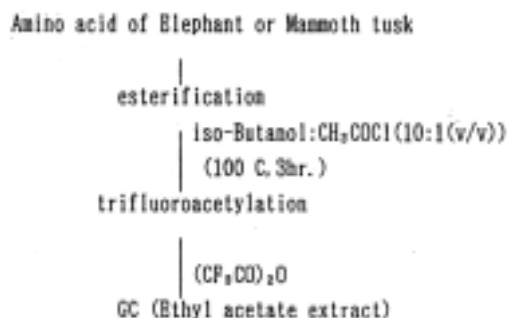 Amino acid of Elephant or Mammoth tusk
esterification
iso-Butanol:CH₃COCl(10:1(v/v))
(100 C, 3hr.)
trifluoroacetylation
(CF₃CO)₂O
GC (Ethyl acetate extract)